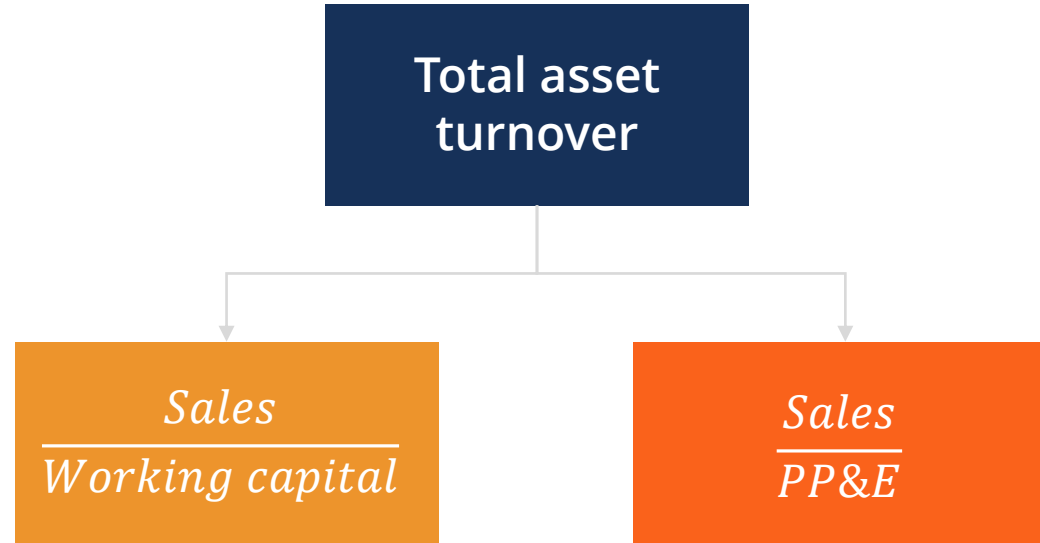 Total asset
turnover
Sales
Working capital
Sales
PP&E